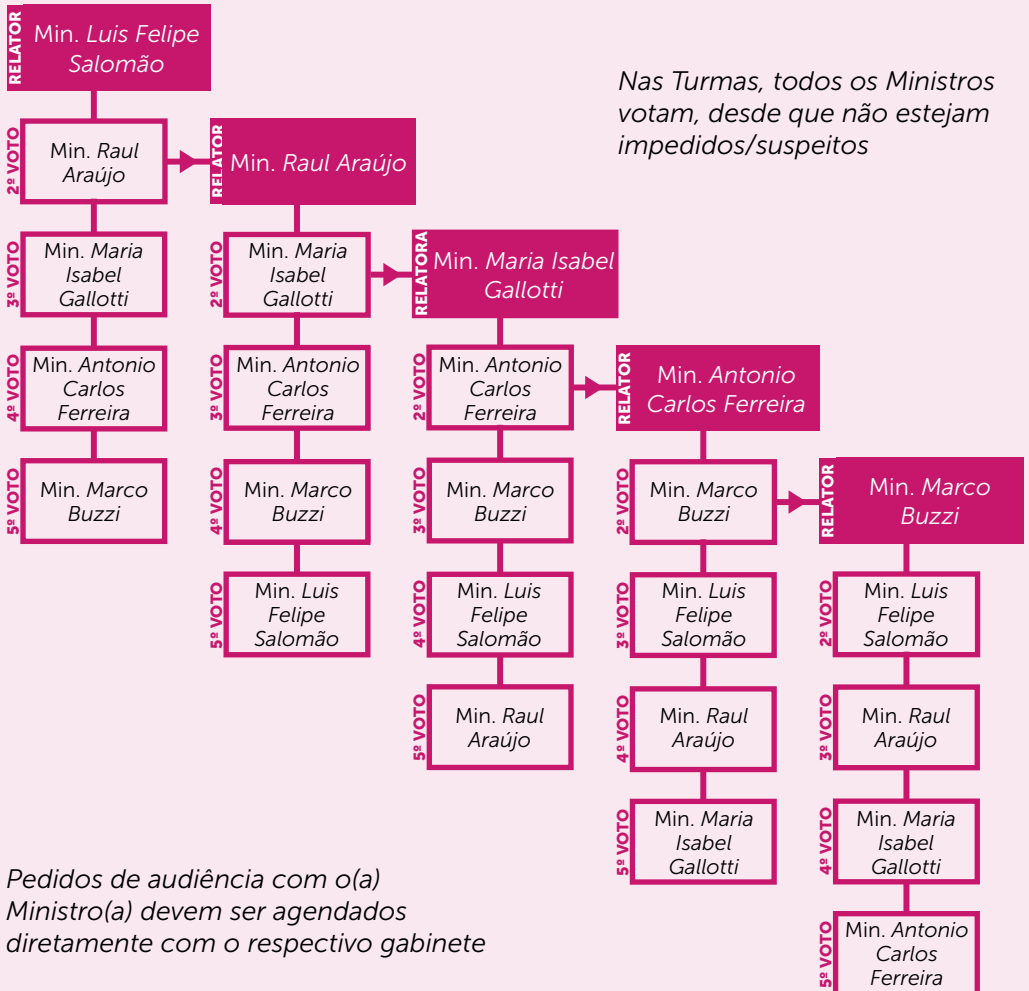 RELATOR
Min. Luis Felipe
Salomão
2º VOTO
Min. Raul
Araújo
3º VOTO
Min. Maria
Isabel
Gallotti
4º VOTO
Min. Antonio
Carlos
Ferreira
5º VOTO
Min. Marco
Buzzi
Nas Turmas, todos os Ministros
votam, desde que não estejam
impedidos/suspeitos
RELATOR
Min. Raul Araújo
2º VOTO
Min. Maria
Isabel
Gallotti
3º VOTO
Min. Antonio
Carlos
Ferreira
4º VOTO
Min. Marco
Buzzi
5º VOTO
Min. Luis
Felipe
Salomão
RELATORA
Min. Maria Isabel
Gallotti
2º VOTO
Min. Antonio
Carlos
Ferreira
3º VOTO
Min. Marco
Buzzi
4º VOTO
Min. Luis
Felipe
Salomão
5º VOTO
Min. Raul
Araújo
RELATOR
Min. Antonio
Carlos Ferreira
2º VOTO
Min. Marco
Buzzi
3º VOTO
Min. Luis
Felipe
Salomão
4º VOTO
Min. Raul
Araújo
5º VOTO
Min. Maria
Isabel
Gallotti
RELATOR
Min. Marco
Buzzi
2º VOTO
Min. Luis
Felipe
Salomão
3º VOTO
Min. Raul
Araújo
4º VOTO
Min. Maria
Isabel
Gallotti
5º VOTO
Min. Antonio
Carlos
Ferreira
Pedidos de audiência com o(a)
Ministro(a) devem ser agendados
diretamente com o respectivo gabinete